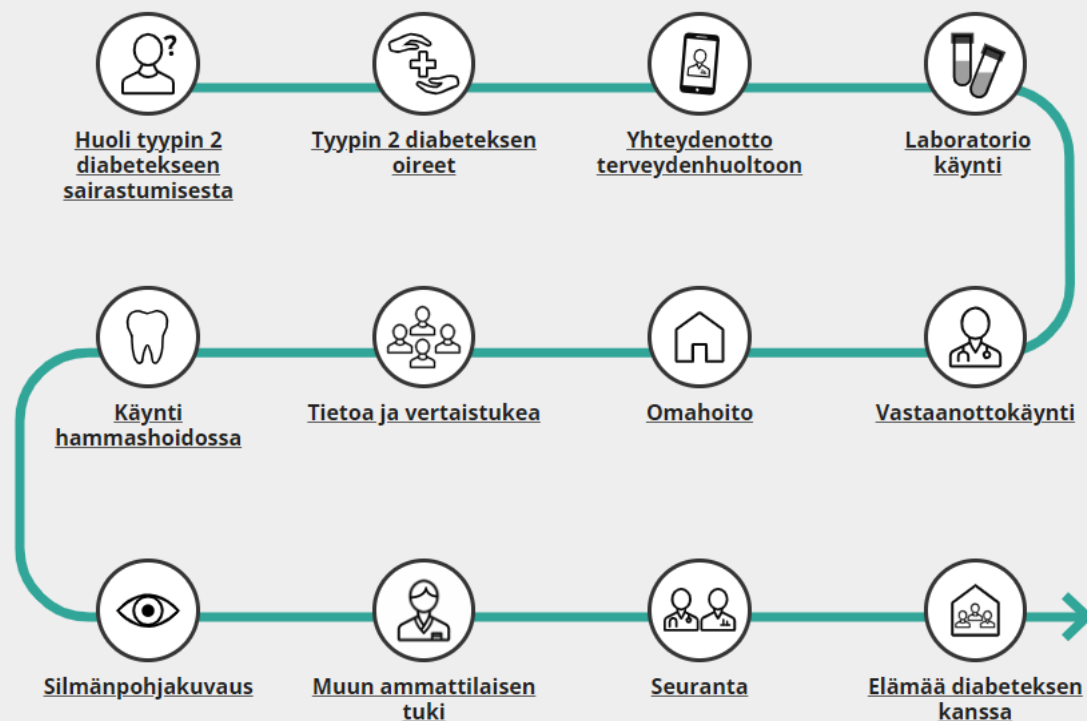 ?
Huoli tyypin 2
diabetekseen
sairastumisesta
Tyypin 2 diabeteksen
oireet
Yhteydenotto
terveydenhuoltoon
Laboratorio
käynti
Käynti
hammashoidossa
Tietoa ja vertaistukea
Omahoito
Vastaanottokäynti
Silmänpohjakuvaus
Muun ammattilaisen
tuki
Seuranta
Elämää diabeteksen
kanssa